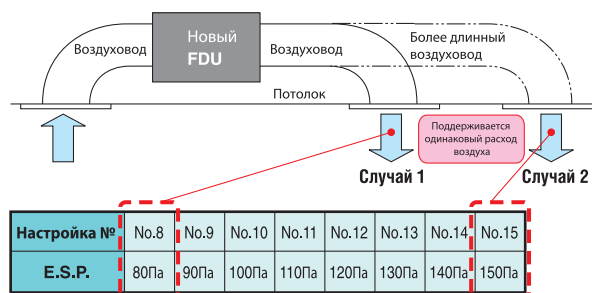 Новый
FDU
Воздуховод
Воздуховод
Более длинный
воздуховод
Потолок
Поддерживается
одинаковый расход
воздуха
Случай 1
Случай 2
Настройка № No.8 No.9 No.10 No.11 No.12 No.13 No.14 No.15
E.S.P. 80Па 90Па 100Па 110Па 120Па 130Па 140Па 150Па